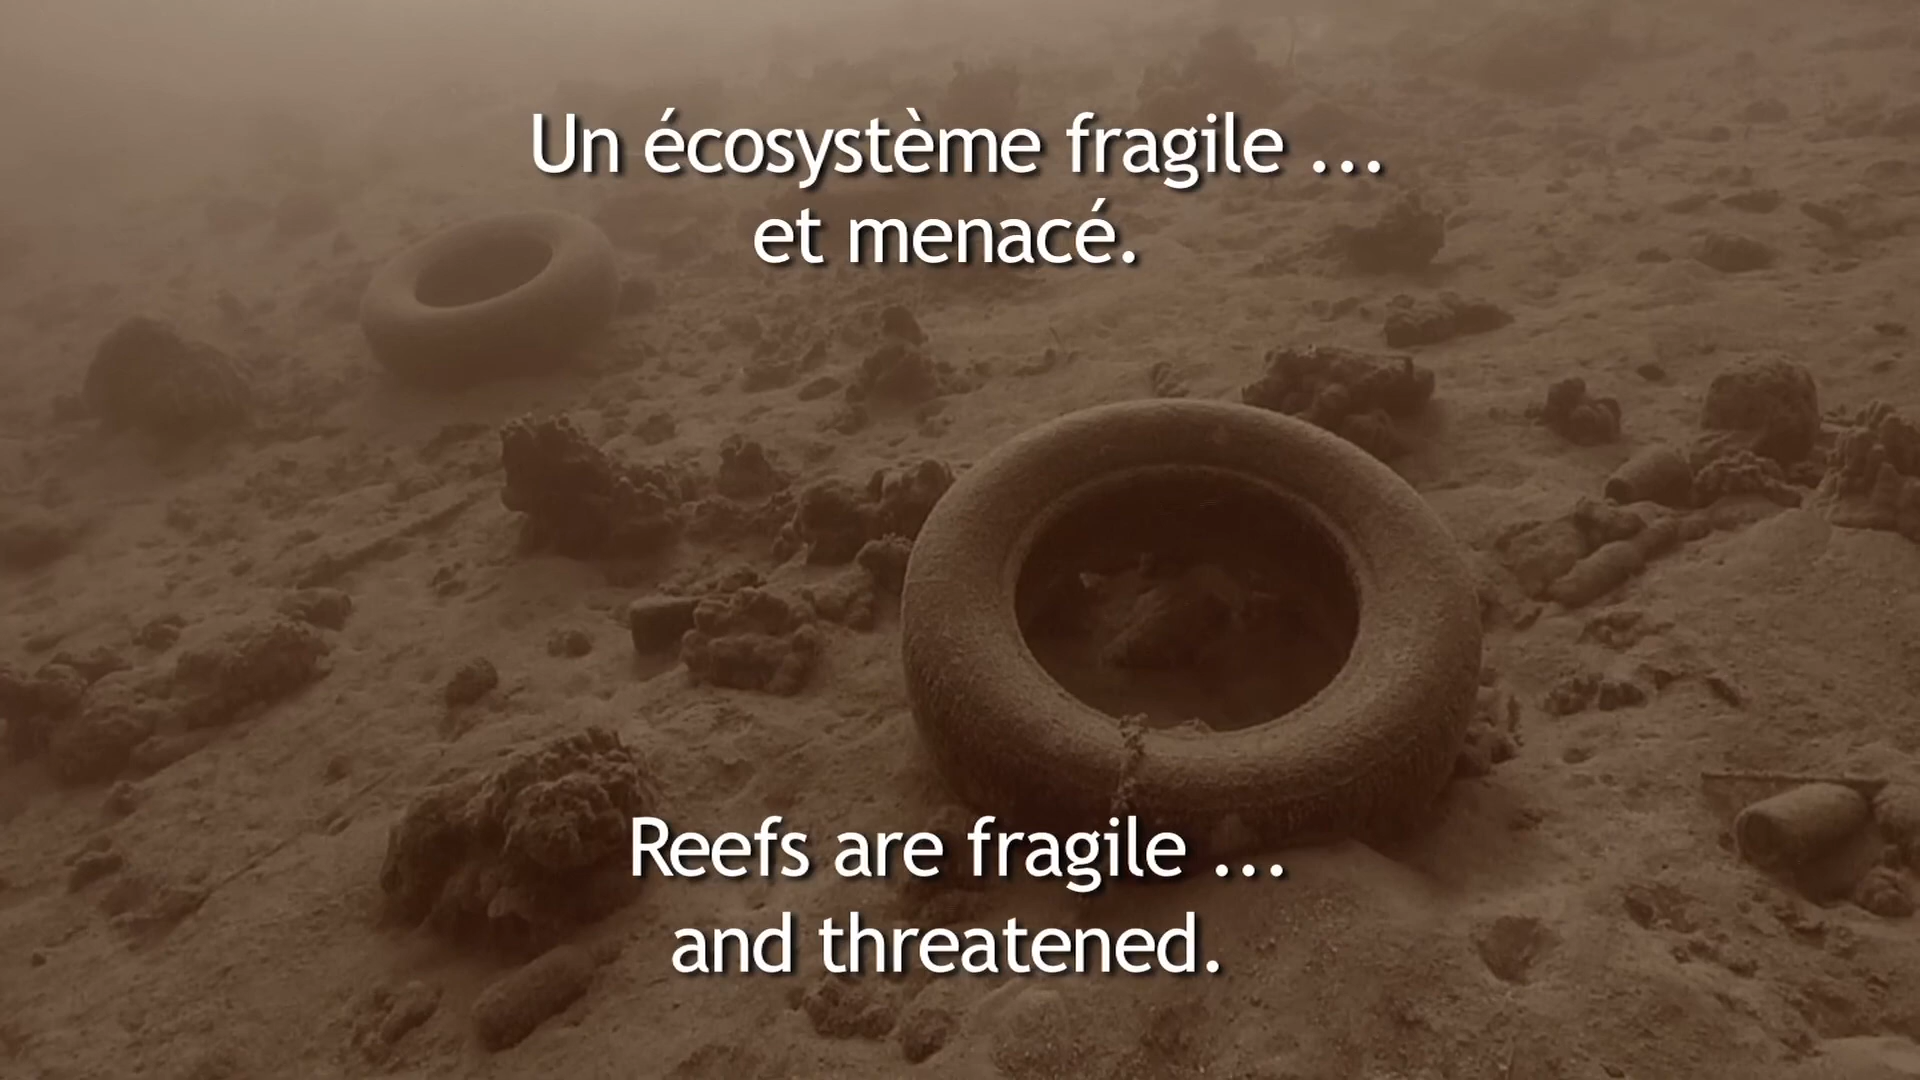 Un écosystème fragile ...
et menacé.
Reefs are fragile ...
and threatened.